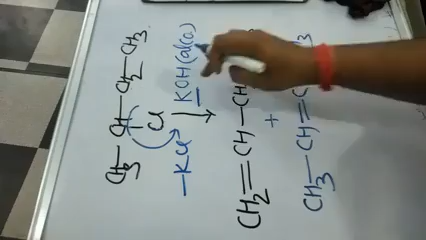 CH₃—CH—CH₂—CH₃
Cl
—KCl KOH(alc)
CH₂=CH—CH
+
CH₃—CH=C